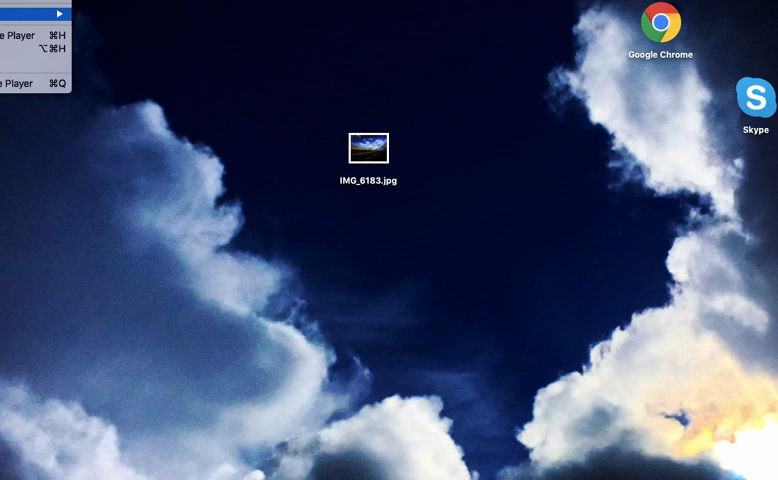 e Player ⌘H
⌥⌘H
e Player ⌘Q
Google Chrome
Skype
IMG_6183.jpg